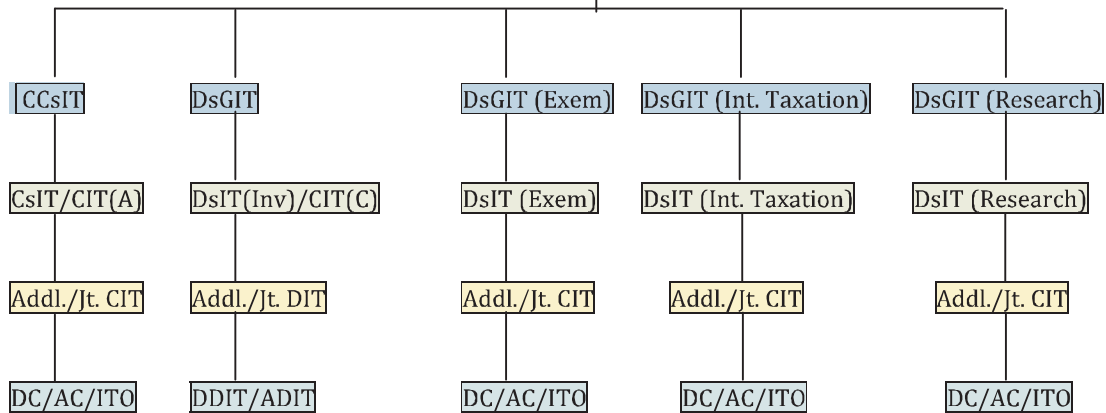 CCsIT
DsGIT
DsGIT (Exem)
DsGIT (Int. Taxation)
DsGIT (Research)
CsIT/CIT(A)
DsIT(Inv)/CIT(C)
DsIT (Exem)
DsIT (Int. Taxation)
DsIT (Research)
Addl./Jt. CIT
Addl./Jt. DIT
Addl./Jt. CIT
Addl./Jt. CIT
Addl./Jt. CIT
DC/AC/ITO
DDIT/ADIT
DC/AC/ITO
DC/AC/ITO
DC/AC/ITO